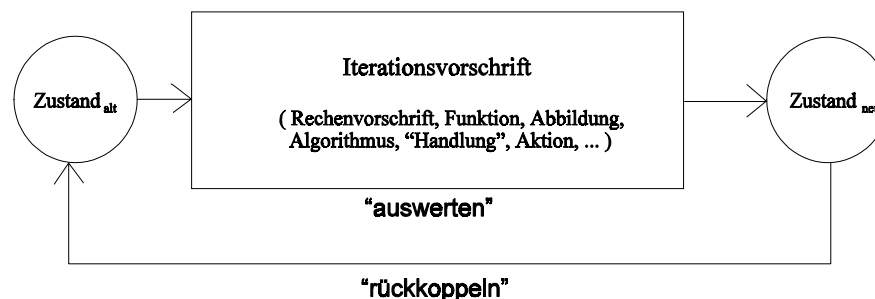 Iterationsvorschrift
Zustand alt
( Rechenvorschrift, Funktion, Abbildung,
Algorithmus, “Handlung”, Aktion, ... )
Zustand neu
“auswerten”
“rückkoppeln”